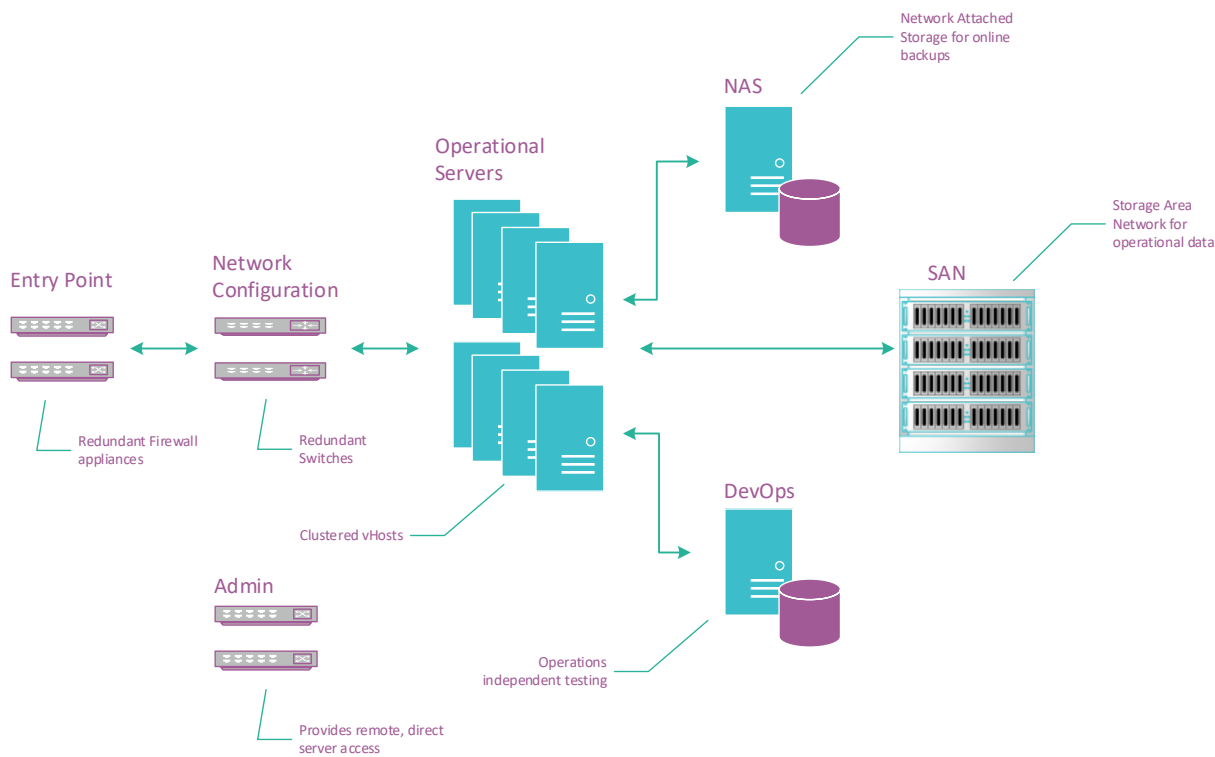 Network Attached
Storage for online
backups
NAS
Operational
Servers
Storage Area
Network for
operational data
Entry Point
Network
Configuration
SAN
Redundant Firewall
appliances
Redundant
Switches
DevOps
Clustered vHosts
Admin
Operations
independent testing
Provides remote, direct
server access